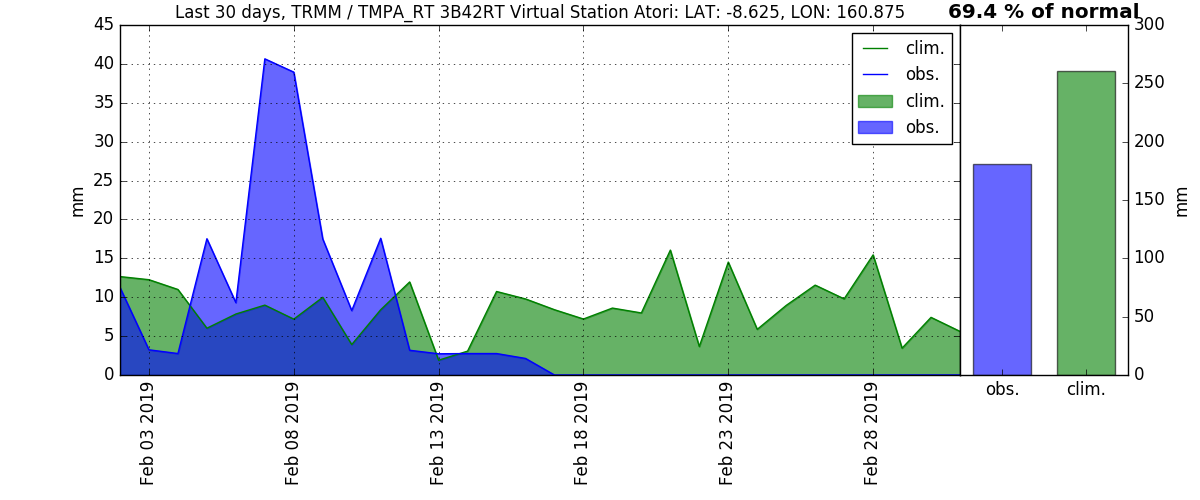 Last 30 days, TRMM / TMPA_RT 3B42RT Virtual Station Atori: LAT: -8.625, LON: 160.875
69.4 % of normal
45
40
35
30
25
20
15
10
5
0
mm
clim.
obs.
clim.
obs.
Feb 03 2019
Feb 08 2019
Feb 13 2019
Feb 18 2019
Feb 23 2019
Feb 28 2019
300
250
200
150
100
50
0
mm
obs.
clim.